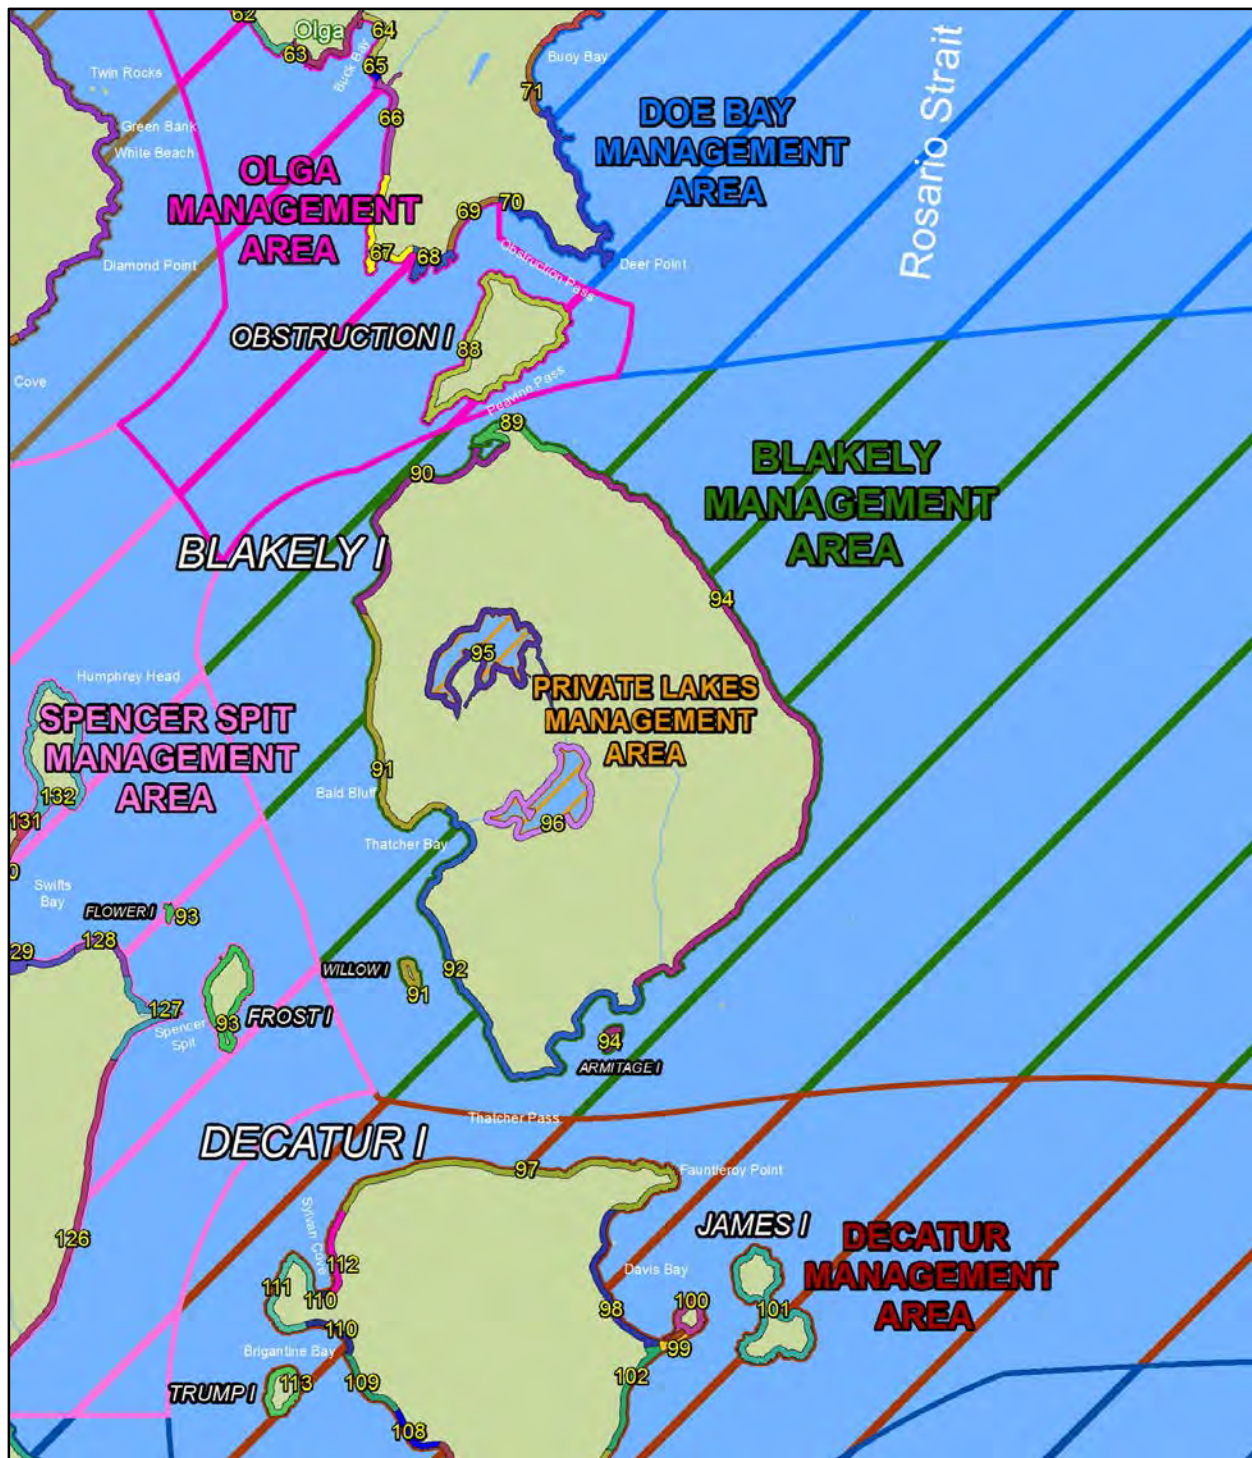 62
Olga
63
64
65
Buck Bay
Twin Rocks
Buoy Bay
71
66
Green Bank
White Beach
DOE BAY
MANAGEMENT
AREA
Rosario Strait
OLGA
MANAGEMENT
AREA
69
70
67
68
Diamond Point
Obstruction Pass
Deer Point
OBSTRUCTION I
88
Cove
Peavine Pass
89
90
BLAKELY
MANAGEMENT
AREA
BLAKELY I
94
95
Humphrey Head
PRIVATE LAKES
MANAGEMENT
AREA
SPENCER SPIT
MANAGEMENT
AREA
91
Bald Bluff
132
131
96
Thatcher Bay
0
Swifts
Bay
FLOWER I
93
128
29
WILLOW I
91
92
127
Spencer
Spit
93
FROST I
94
ARMITAGE I
Thatcher Pass
DECATUR I
97
Fauntleroy Point
Sylvan Cove
JAMES I
126
DECATUR
MANAGEMENT
AREA
112
Davis Bay
111
110
98
100
101
110
99
Brigantine Bay
TRUMP I
113
109
102
108